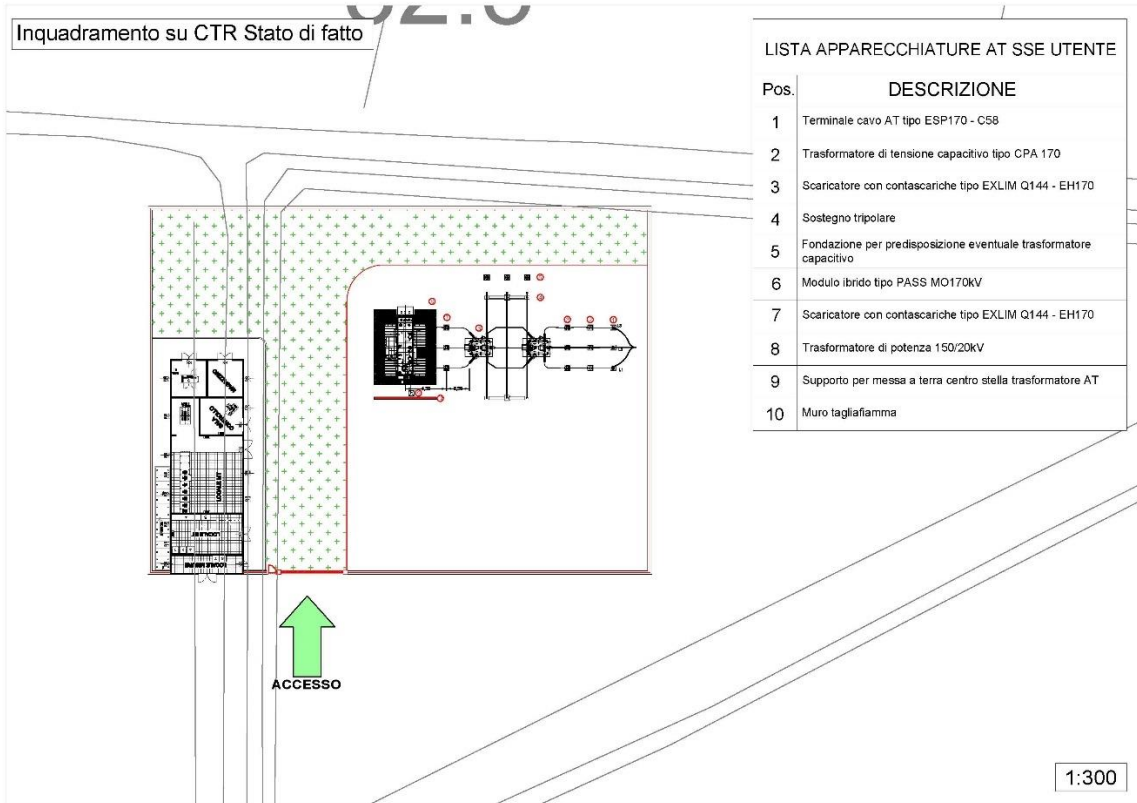 Inquadramento su CTR Stato di fatto
LISTA APPARECCHIATURE AT SSE UTENTE
Pos. DESCRIZIONE
1 Terminale cavo AT tipo ESP170 - C58
2 Trasformatore di tensione capacitivo tipo CPA 170
3 Scaricatore con contascariche tipo EXLIM Q144 - EH170
4 Sostegno tripolare
5 Fondazione per predisposizione eventuale trasformatore
capacitivo
6 Modulo ibrido tipo PASS MO170kV
7 Scaricatore con contascariche tipo EXLIM Q144 - EH170
8 Trasformatore di potenza 150/20kV
9 Supporto per messa a terra centro stella trasformatore AT
10 Muro tagliafiamma
LOCALE MT
LOCALE BT
ACCESSO
1:300